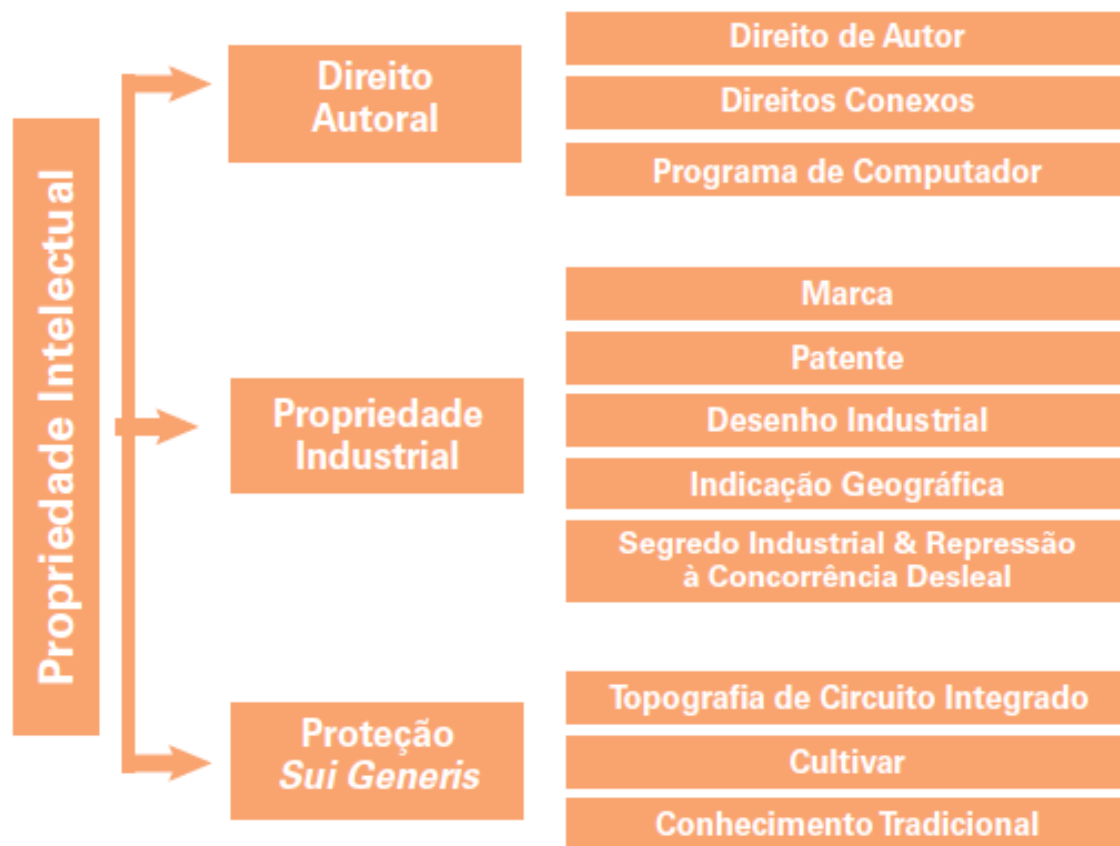 Propriedade Intelectual
Direito
Autoral
Direito de Autor
Direitos Conexos
Programa de Computador
Propriedade
Industrial
Marca
Patente
Desenho Industrial
Indicação Geográfica
Segredo Industrial & Repressão
à Concorrência Desleal
Proteção
Sui Generis
Topografia de Circuito Integrado
Cultivar
Conhecimento Tradicional